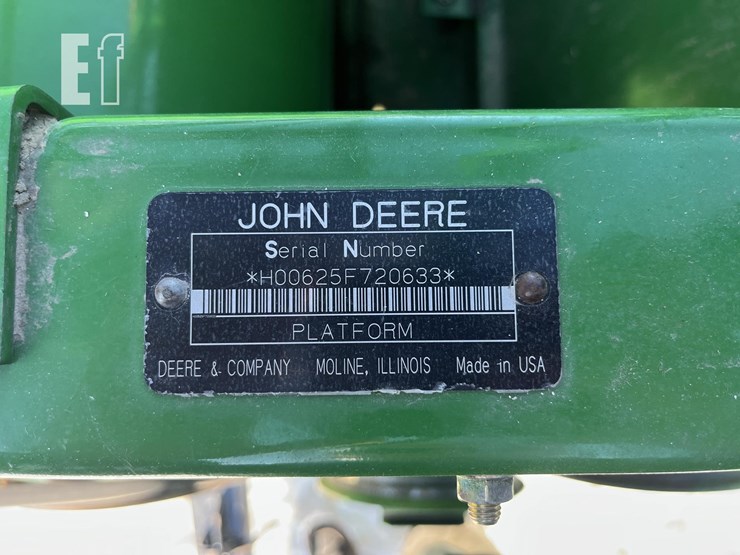 Ef
JOHN DEERE
Serial Number
*H00625F720633*
PLATFORM
DEERE & COMPANY MOLINE, ILLINOIS Made in USA